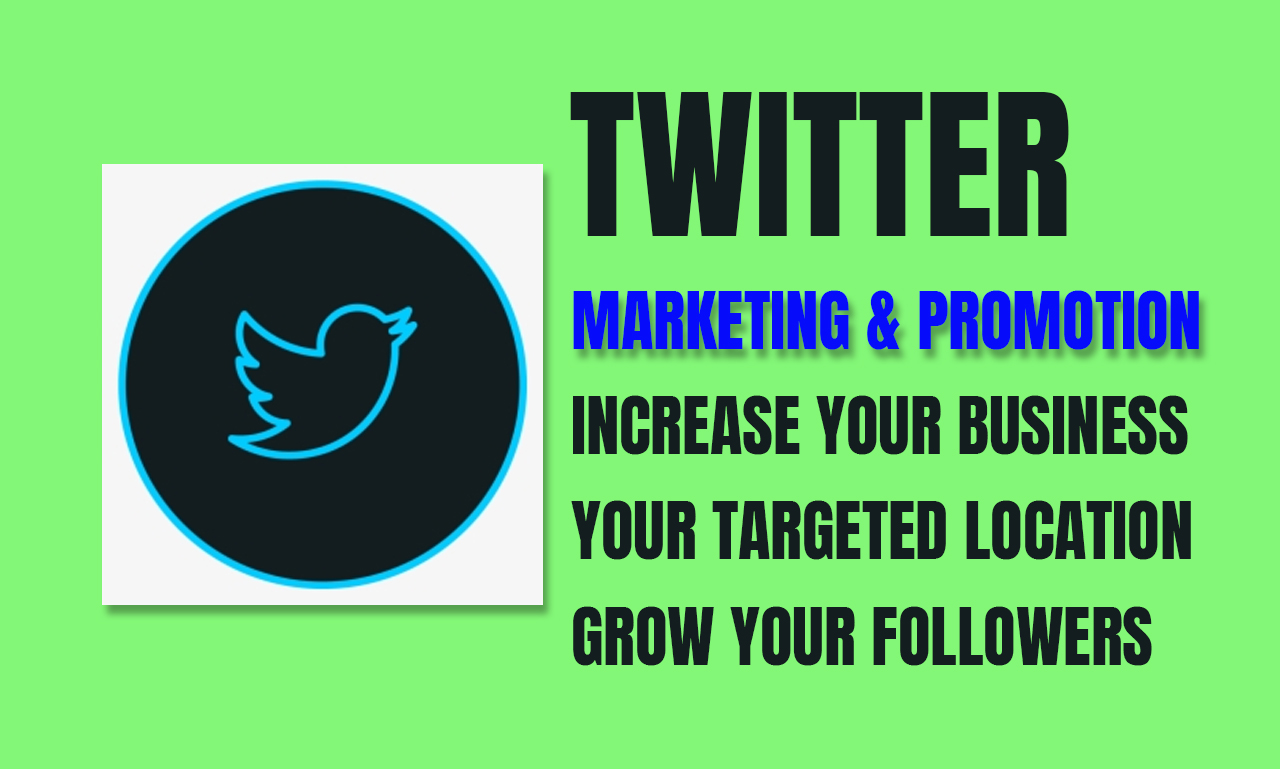 TWITTER
MARKETING & PROMOTION
INCREASE YOUR BUSINESS
YOUR TARGETED LOCATION
GROW YOUR FOLLOWERS